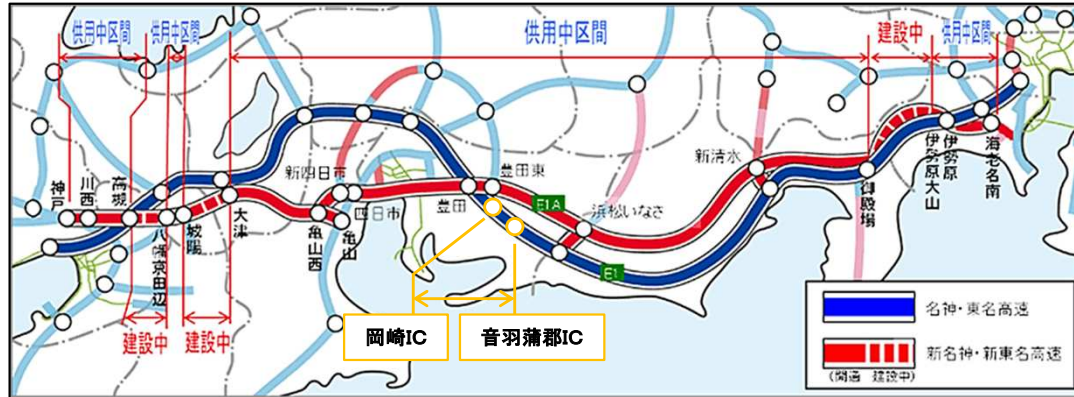 供用中区間
供用中区間
供用中区間
建設中
供用中区間
神戸
川西
高槻
八幡京田辺
城陽
大津
新四日市
四日市
亀山西
亀山
豊田
豊田東
E1A
浜松いなさ
E1
新清水
御殿場
伊勢原大山
伊勢原
海老名南
建設中
建設中
岡崎IC
音羽蒲郡IC
名神・東名高速
新名神・新東名高速
(開通 建設中)